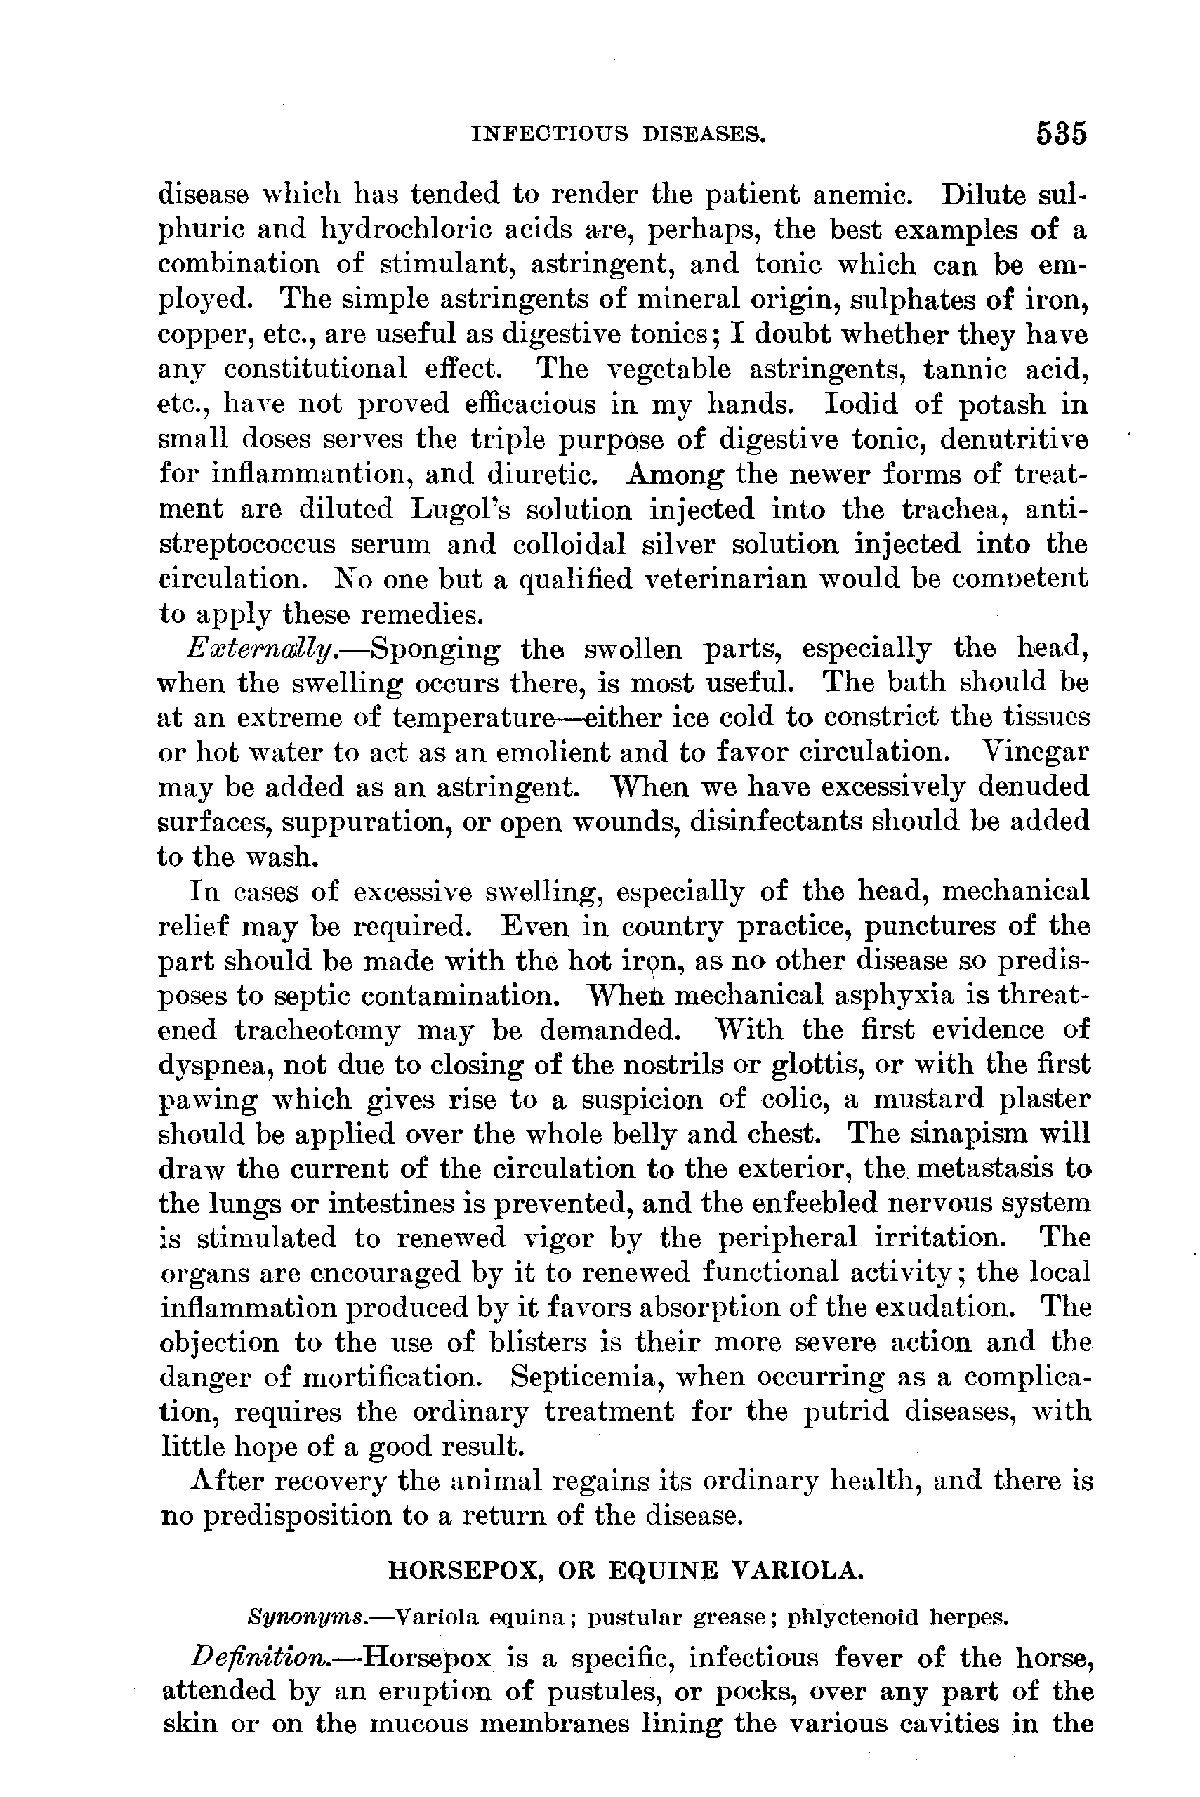 INFECTIOUS DISEASES. 535
disease which has tended to render the patient anemic. Dilute sul-
phuric and hydrochloric acids are, perhaps, the best examples of a
combination of stimulant, astringent, and tonic which can be em-
ployed. The simple astringents of mineral origin, sulphates of iron,
copper, etc., are useful as digestive tonics; I doubt whether they have
any constitutional effect. The vegetable astringents, tannic acid,
etc., have not proved efficacious in my hands. Iodid of potash in
small doses serves the triple purpose of digestive tonic, denutritive
for inflammantion, and diuretic. Among the newer forms of treat-
ment are diluted Lugol's solution injected into the trachea, anti-
streptococcus serum and colloidal silver solution injected into the
circulation. No one but a qualified veterinarian would be competent
to apply these remedies.
Externally.—Sponging the swollen parts, especially the head,
when the swelling occurs there, is most useful. The bath should be
at an extreme of temperature—either ice cold to constrict the tissues
or hot water to act as an emolient and to favor circulation. Vinegar
may be added as an astringent. When we have excessively denuded
surfaces, suppuration, or open wounds, disinfectants should be added
to the wash.
In cases of excessive swelling, especially of the head, mechanical
relief may be required. Even in country practice, punctures of the
part should be made with the hot iron, as no other disease so predis-
poses to septic contamination. When mechanical asphyxia is threat-
ened tracheotomy may be demanded. With the first evidence of
dyspnea, not due to closing of the nostrils or glottis, or with the first
pawing which gives rise to a suspicion of colic, a mustard plaster
should be applied over the whole belly and chest. The sinapism will
draw the current of the circulation to the exterior, the metastasis to
the lungs or intestines is prevented, and the enfeebled nervous system
is stimulated to renewed vigor by the peripheral irritation. The
organs are encouraged by it to renewed functional activity; the local
inflammation produced by it favors absorption of the exudation. The
objection to the use of blisters is their more severe action and the
danger of mortification. Septicemia, when occurring as a complica-
tion, requires the ordinary treatment for the putrid diseases, with
little hope of a good result.
After recovery the animal regains its ordinary health, and there is
no predisposition to a return of the disease.
HORSEPOX, OR EQUINE VARIOLA.
Synonyms.—Variola equina; pustular grease; phlyctenoid herpes.
Definition.—Horsepox is a specific, infectious fever of the horse,
attended by an eruption of pustules, or pocks, over any part of the
skin or on the mucous membranes lining the various cavities in the